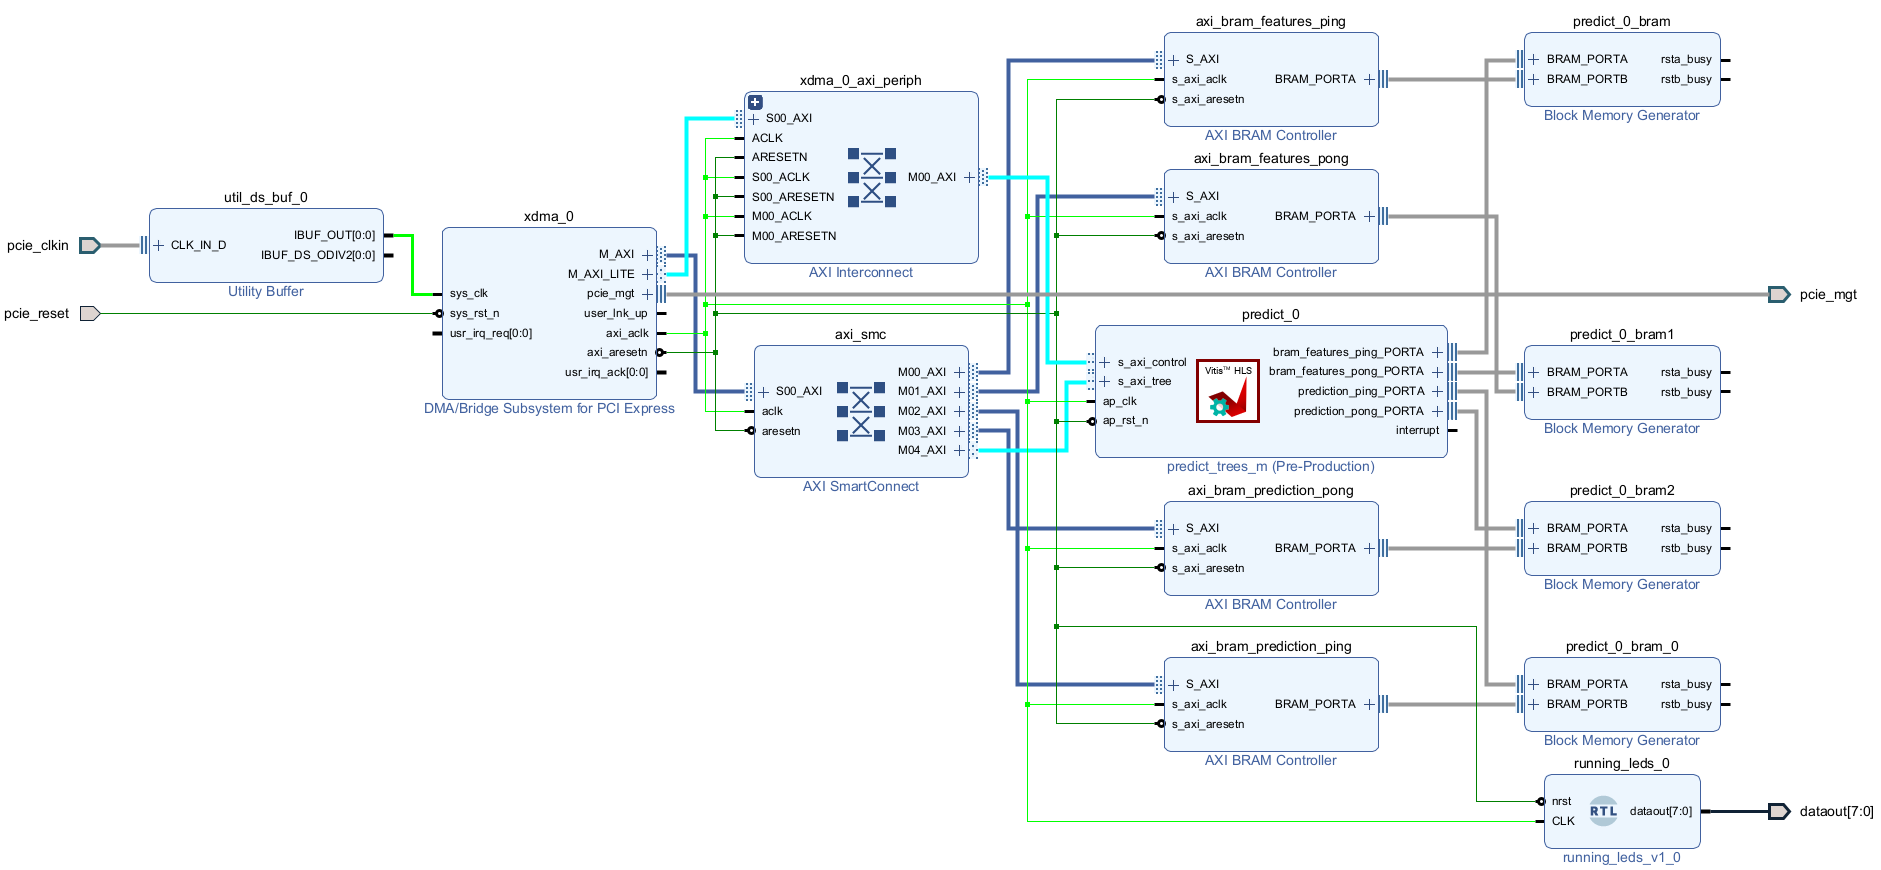 pcie_clkin
pcie_reset
util_ds_buf_0
CLK_IN_D
IBUF_OUT[0:0]
IBUF_DS_ODIV2[0:0]
Utility Buffer
xdma_0
sys_clk
sys_rst_n
usr_irq_req[0:0]
M_AXI
M_AXI_LITE
pcie_mgt
user_lnk_up
axi_aclk
axi_aresetn
usr_irq_ack[0:0]
DMA/Bridge Subsystem for PCI Express
xdma_0_axi_periph
S00_AXI
ACLK
ARESETN
S00_ACLK
S00_ARESETN
M00_ACLK
M00_ARESETN
M00_AXI
AXI Interconnect
axi_smc
S00_AXI
aclk
aresetn
M00_AXI
M01_AXI
M02_AXI
M03_AXI
M04_AXI
AXI SmartConnect
axi_bram_features_ping
S_AXI
s_axi_aclk
s_axi_aresetn
BRAM_PORTA
AXI BRAM Controller
axi_bram_features_pong
S_AXI
s_axi_aclk
s_axi_aresetn
BRAM_PORTA
AXI BRAM Controller
predict_0
s_axi_control
s_axi_tree
ap_clk
ap_rst_n
Vitis™ HLS
bram_features_ping_PORTA
bram_features_pong_PORTA
prediction_ping_PORTA
prediction_pong_PORTA
interrupt
predict_trees_m (Pre-Production)
axi_bram_prediction_pong
S_AXI
s_axi_aclk
s_axi_aresetn
BRAM_PORTA
AXI BRAM Controller
axi_bram_prediction_ping
S_AXI
s_axi_aclk
s_axi_aresetn
BRAM_PORTA
AXI BRAM Controller
predict_0_bram
BRAM_PORTA
BRAM_PORTB
rsta_busy
rstb_busy
Block Memory Generator
pcie_mgt
predict_0_bram1
BRAM_PORTA
BRAM_PORTB
rsta_busy
rstb_busy
Block Memory Generator
predict_0_bram2
BRAM_PORTA
BRAM_PORTB
rsta_busy
rstb_busy
Block Memory Generator
predict_0_bram_0
BRAM_PORTA
BRAM_PORTB
rsta_busy
rstb_busy
Block Memory Generator
running_leds_0
nrst
CLK
RTL
dataout[7:0]
running_leds_v1_0
dataout[7:0]